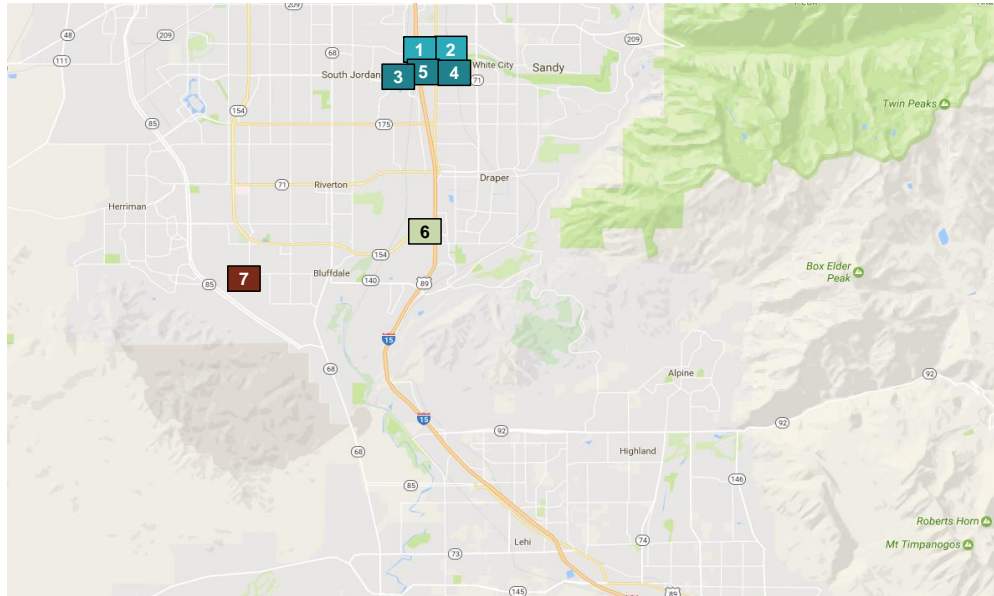 209
Peak
48
209
68
209
111
1
2
White City
Sandy
South Jordan
3
5
4
71
154
Twin Peaks
85
175
71
Riverton
Draper
Herriman
6
154
Bluffdale
7
140
85
89
Box Elder
Peak
15
68
Alpine
92
15
92
92
68
Highland
85
146
Roberts Horn
Lehi
73
74
Mt Timpanogos
145
89